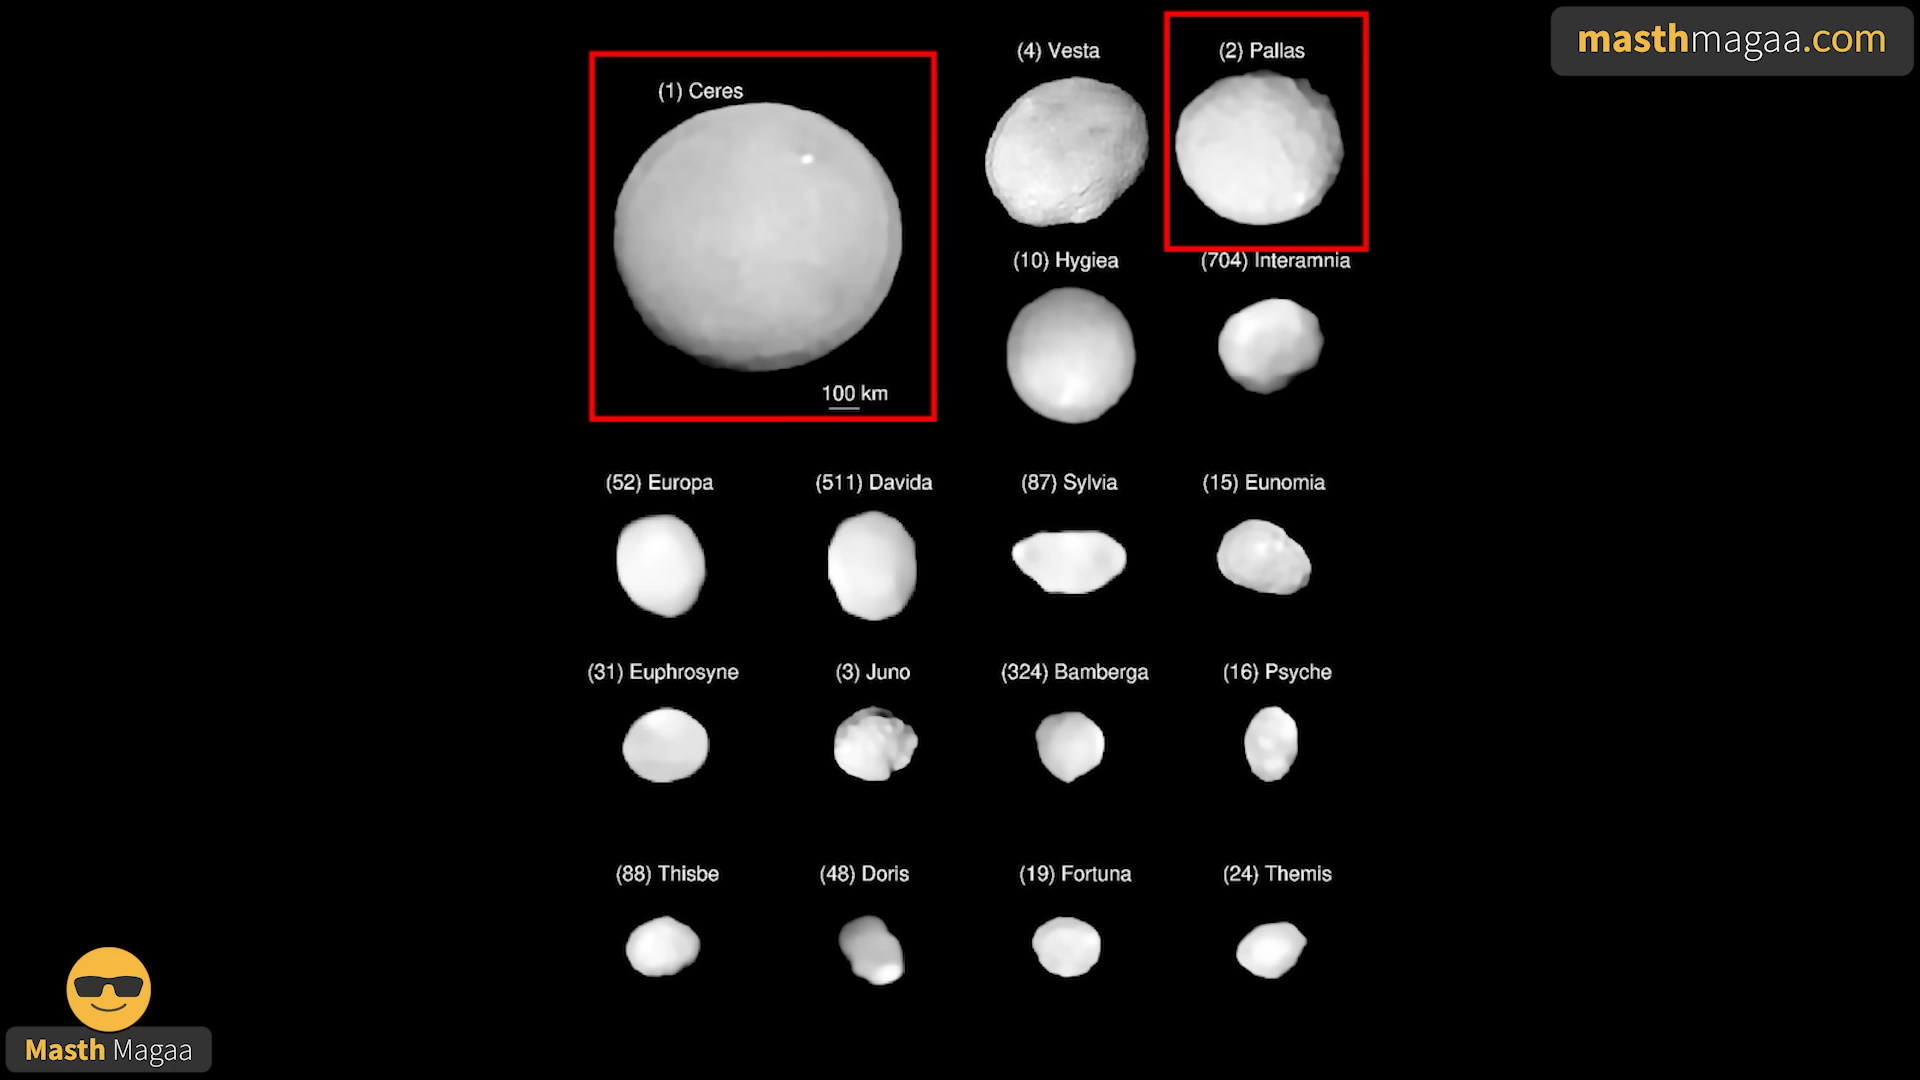 masthmagaa.com
(1) Ceres
(4) Vesta
(2) Pallas
100 km
(10) Hygiea
(704) Interamnia
(52) Europa
(511) Davida
(87) Sylvia
(15) Eunomia
(31) Euphrosyne
(3) Juno
(324) Bamberga
(16) Psyche
(88) Thisbe
(48) Doris
(19) Fortuna
(24) Themis
Masth Magaa